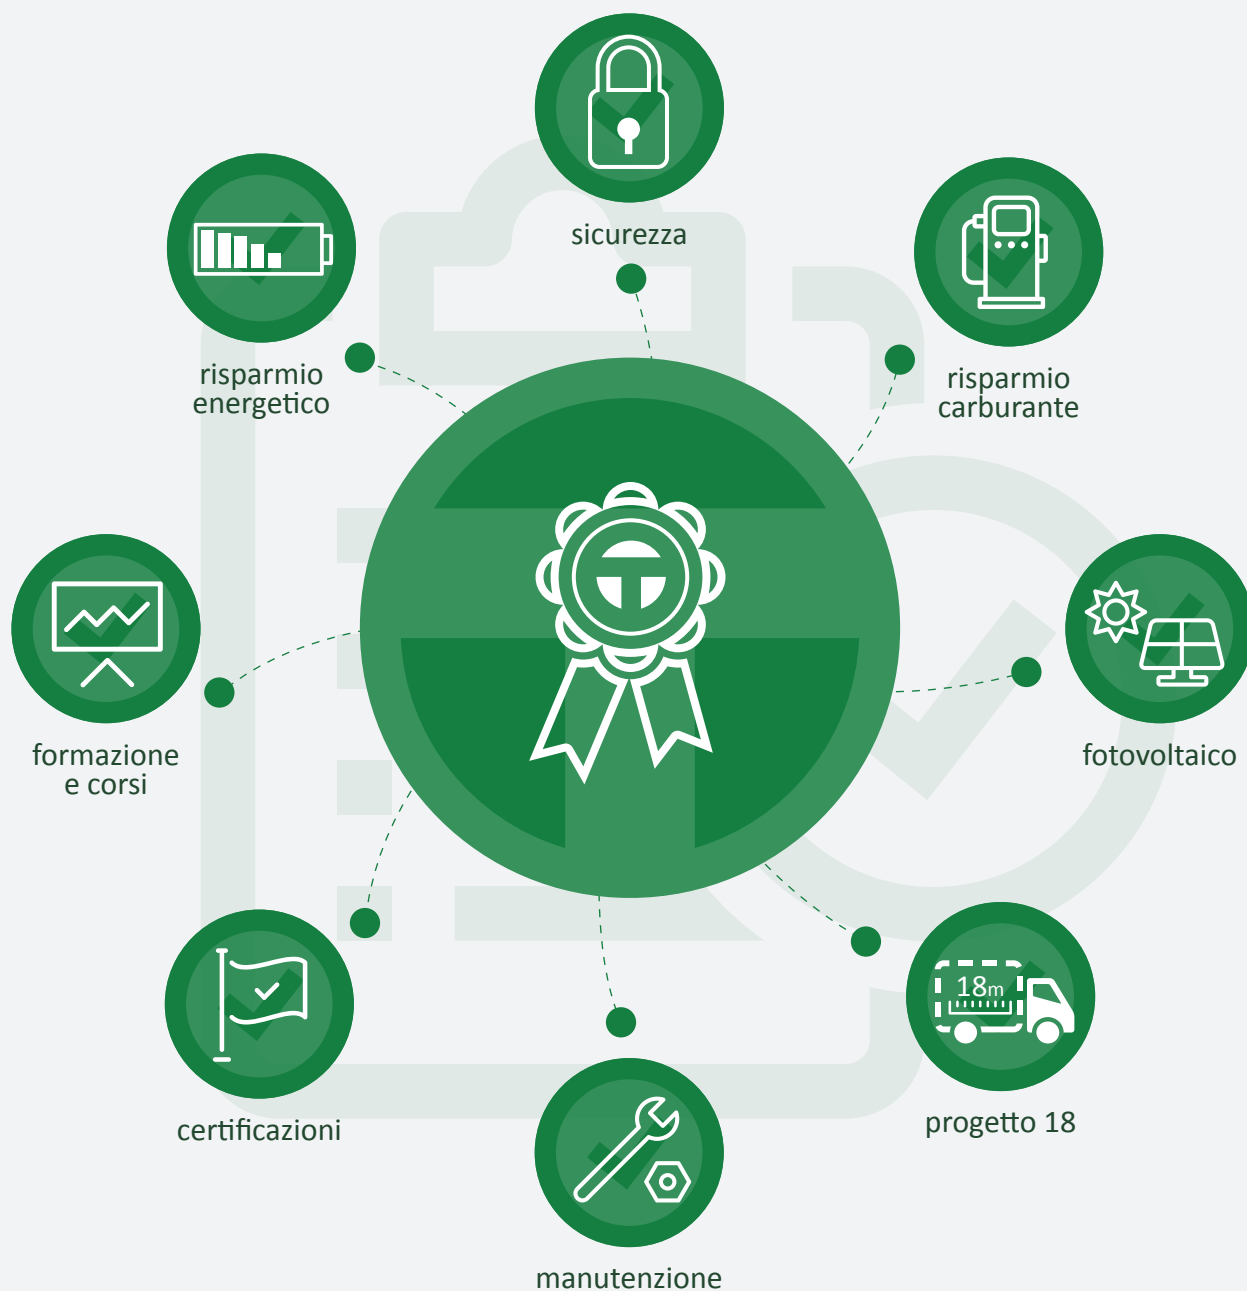 sicurezza
risparmio
energetico
risparmio
carburante
formazione
e corsi
fotovoltaico
18m
certificazioni
progetto 18
manutenzione